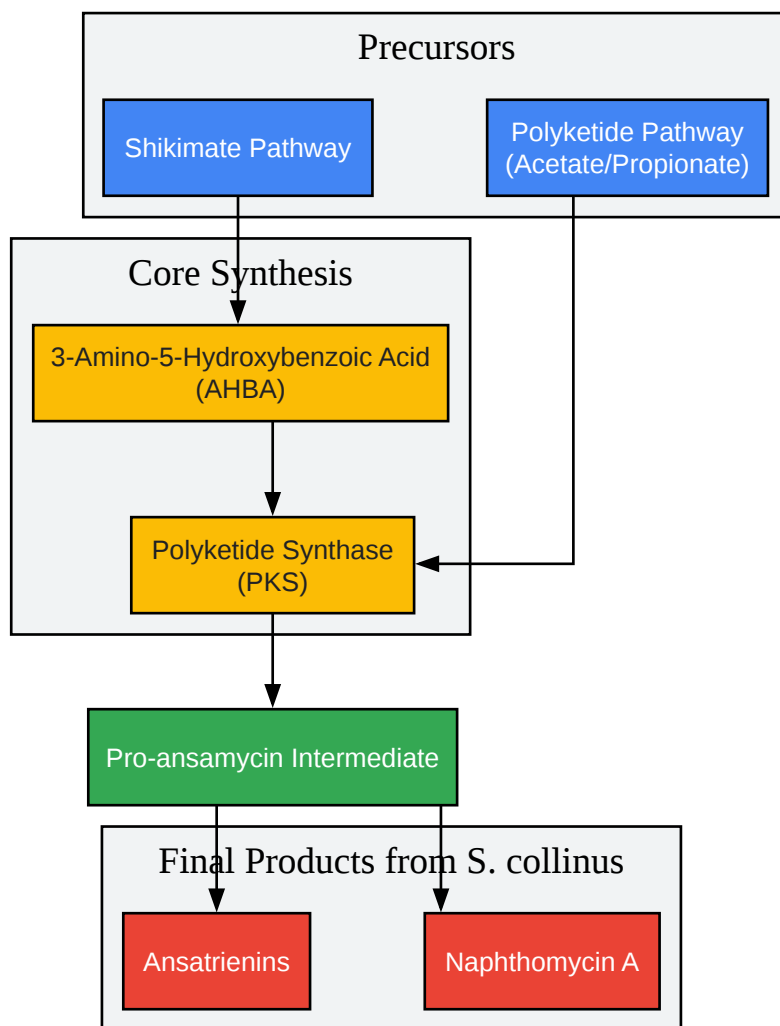 Precursors
Shikimate Pathway
Polyketide Pathway
(Acetate/Propionate)
Core Synthesis
3-Amino-5-Hydroxybenzoic Acid
(AHBA)
Polyketide Synthase
(PKS)
Pro-ansamycin Intermediate
Final Products from S. collinus
Ansatrienins
Naphthomycin A